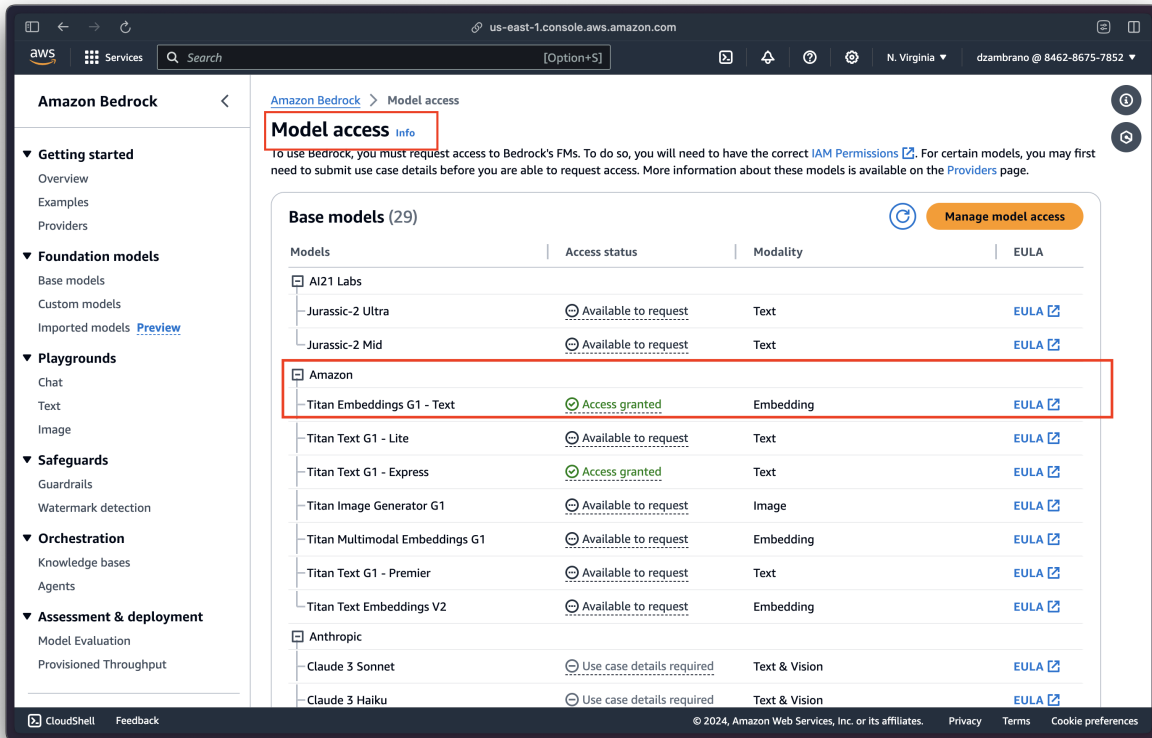 us-east-1.console.aws.amazon.com
aws Services Search [Option+S] N. Virginia dzambrano @ 8462-8675-7852
Amazon Bedrock
Getting started
Overview
Examples
Providers
Foundation models
Base models
Custom models
Imported models Preview
Playgrounds
Chat
Text
Image
Safeguards
Guardrails
Watermark detection
Orchestration
Knowledge bases
Agents
Assessment & deployment
Model Evaluation
Provisioned Throughput
Amazon Bedrock > Model access
Model access Info
To use Bedrock, you must request access to Bedrock's FMs. To do so, you will need to have the correct IAM Permissions. For certain models, you may first
need to submit use case details before you are able to request access. More information about these models is available on the Providers page.
Base models (29) Manage model access
Models Access status Modality EULA
AI21 Labs
Jurassic-2 Ultra Available to request Text EULA
Jurassic-2 Mid Available to request Text EULA
Amazon
Titan Embeddings G1 - Text Access granted Embedding EULA
Titan Text G1 - Lite Available to request Text EULA
Titan Text G1 - Express Access granted Text EULA
Titan Image Generator G1 Available to request Image EULA
Titan Multimodal Embeddings G1 Available to request Embedding EULA
Titan Text G1 - Premier Available to request Text EULA
Titan Text Embeddings V2 Available to request Embedding EULA
Anthropic
Claude 3 Sonnet Use case details required Text & Vision EULA
Claude 3 Haiku Use case details required Text & Vision EULA
CloudShell Feedback © 2024, Amazon Web Services, Inc. or its affiliates. Privacy Terms Cookie preferences